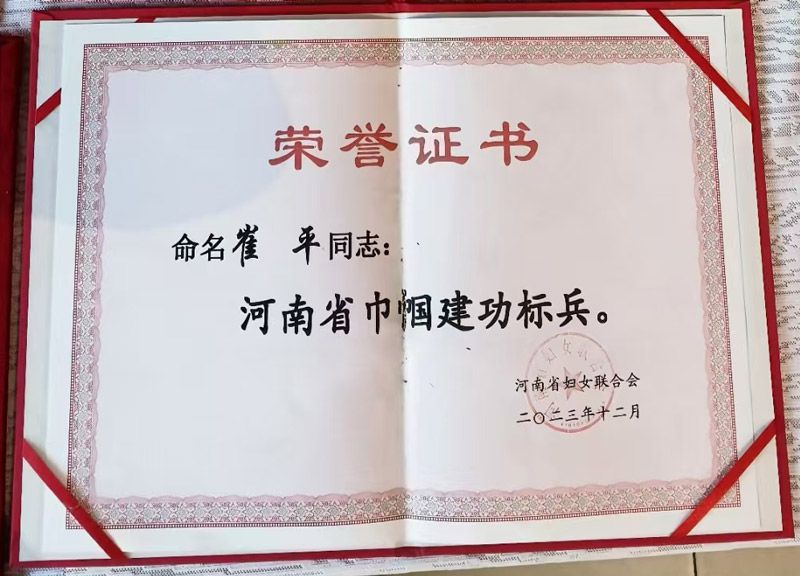 荣誉证书
命名崔 平同志：
河南省巾帼建功标兵。
河南省妇女联合会
二〇二三年十二月